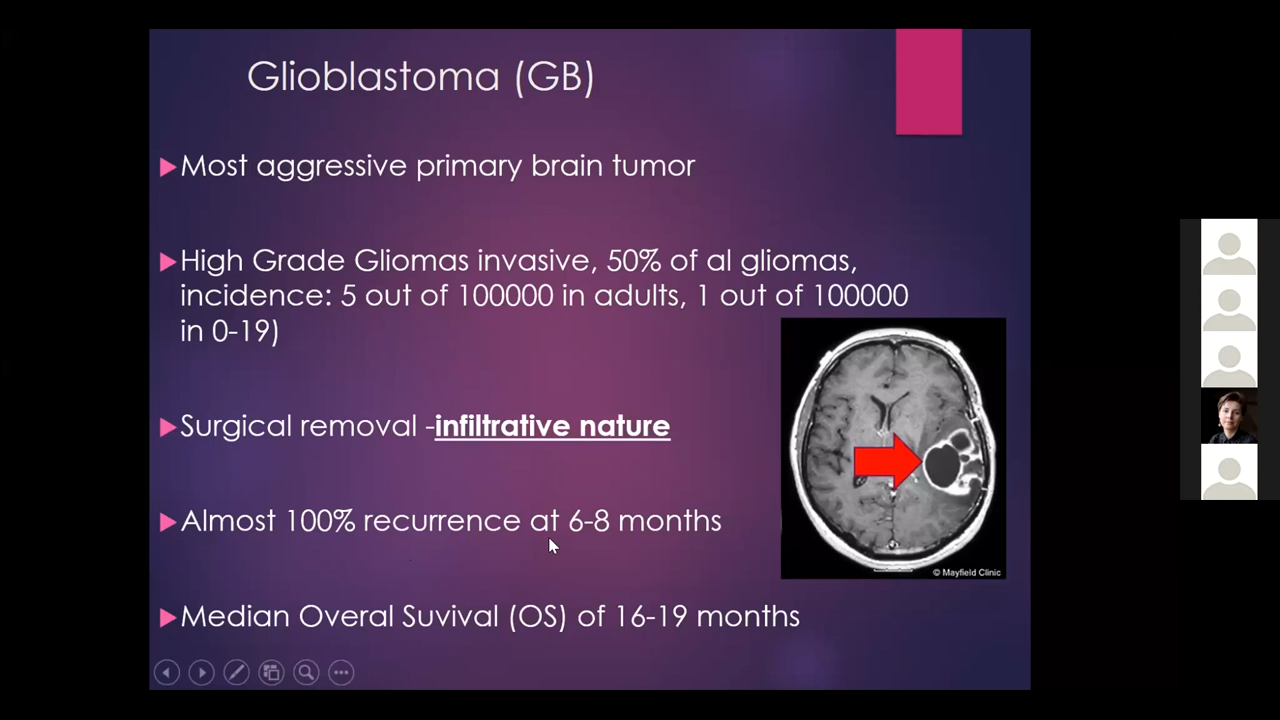 Glioblastoma (GB)
Most aggressive primary brain tumor
High Grade Gliomas invasive, 50% of al gliomas,
incidence: 5 out of 100000 in adults, 1 out of 100000
in 0-19)
Surgical removal -infiltrative nature
Almost 100% recurrence at 6-8 months
© Mayfield Clinic
Median Overal Suvival (OS) of 16-19 months